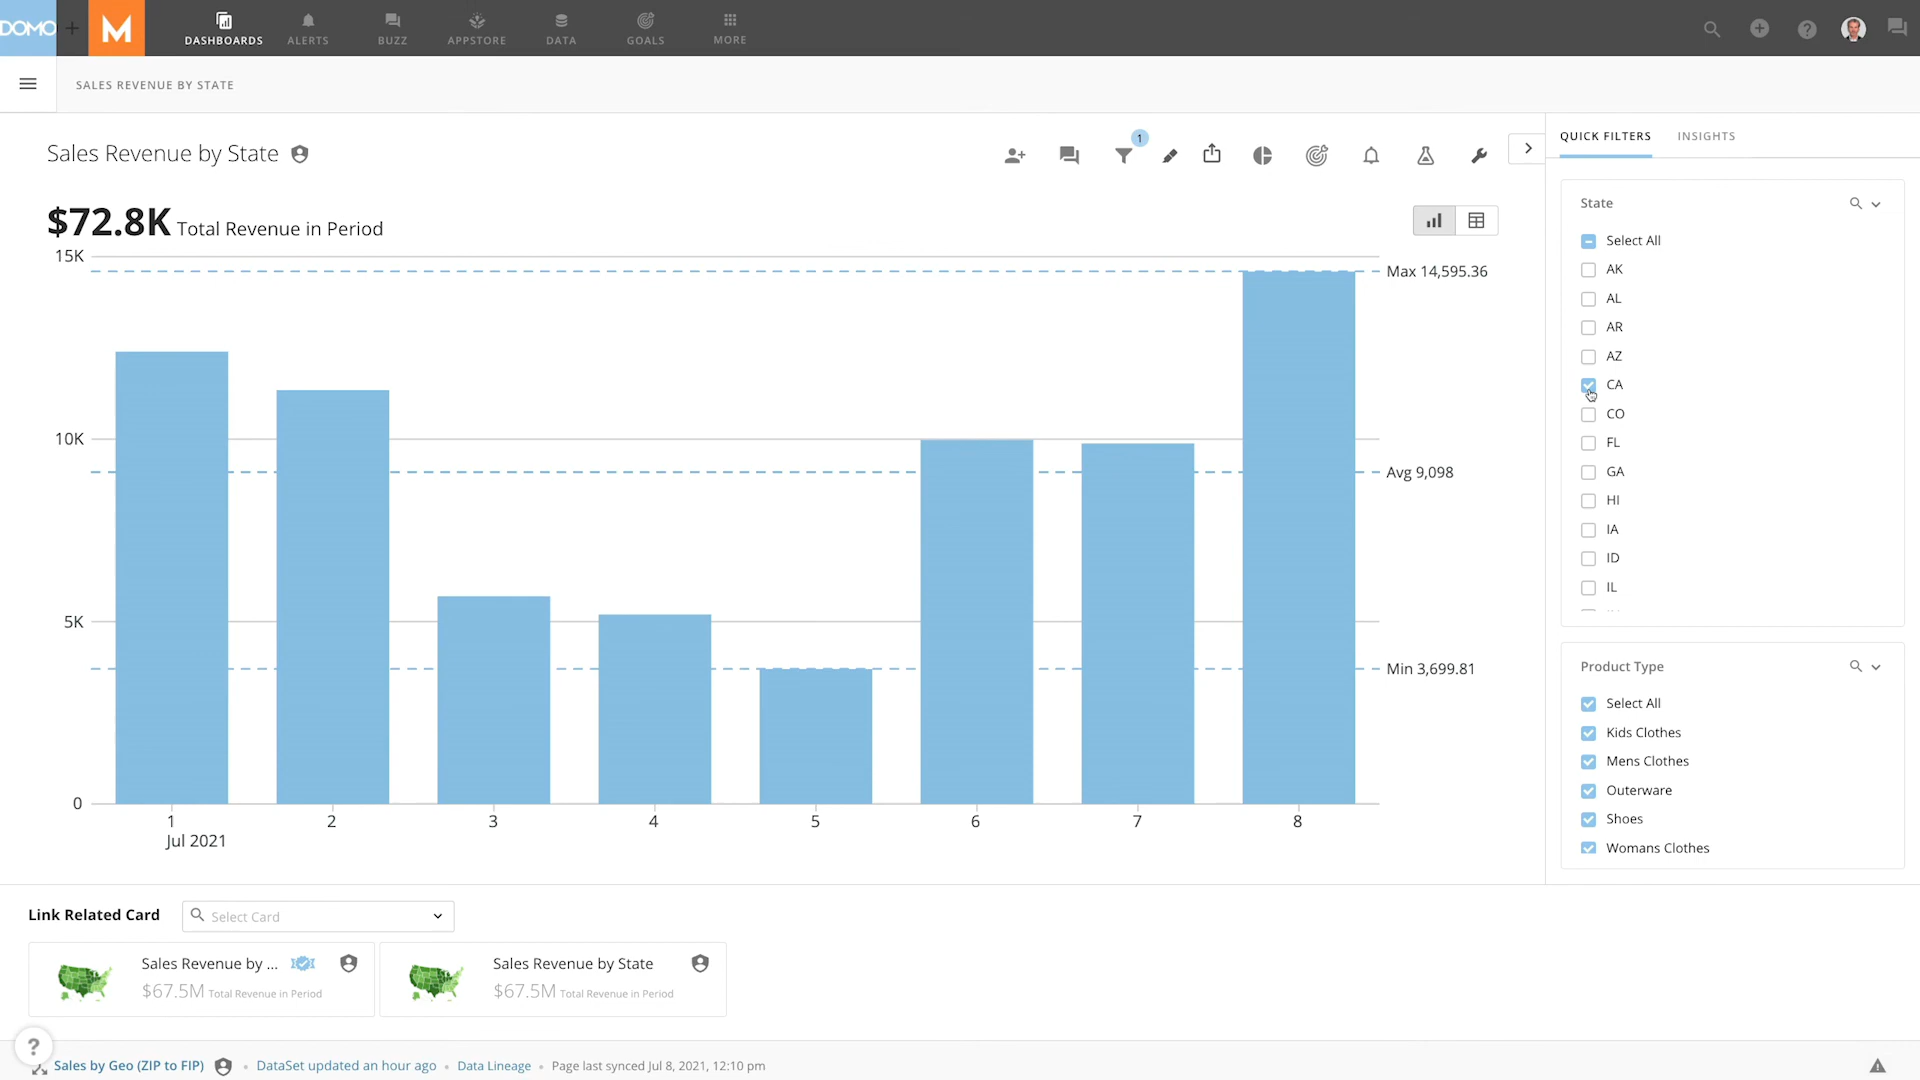 DOMO
M
DASHBOARDS
ALERTS
BUZZ
APPSTORE
DATA
GOALS
MORE
SALES REVENUE BY STATE
Sales Revenue by State
1
QUICK FILTERS
INSIGHTS
$72.8K Total Revenue in Period
15K
10K
5K
0
Max 14,595.36
Avg 9,098
Min 3,699.81
1
2
3
4
5
6
7
8
Jul 2021
State
Select All
AK
AL
AR
AZ
CA
CO
FL
GA
HI
IA
ID
IL
Product Type
Select All
Kids Clothes
Mens Clothes
Outerware
Shoes
Womans Clothes
Link Related Card
Select Card
Sales Revenue by ...
$67.5M Total Revenue in Period
Sales Revenue by State
$67.5M Total Revenue in Period
?
Sales by Geo (ZIP to FIP)
DataSet updated an hour ago
Data Lineage
Page last synced Jul 8, 2021, 12:10 pm